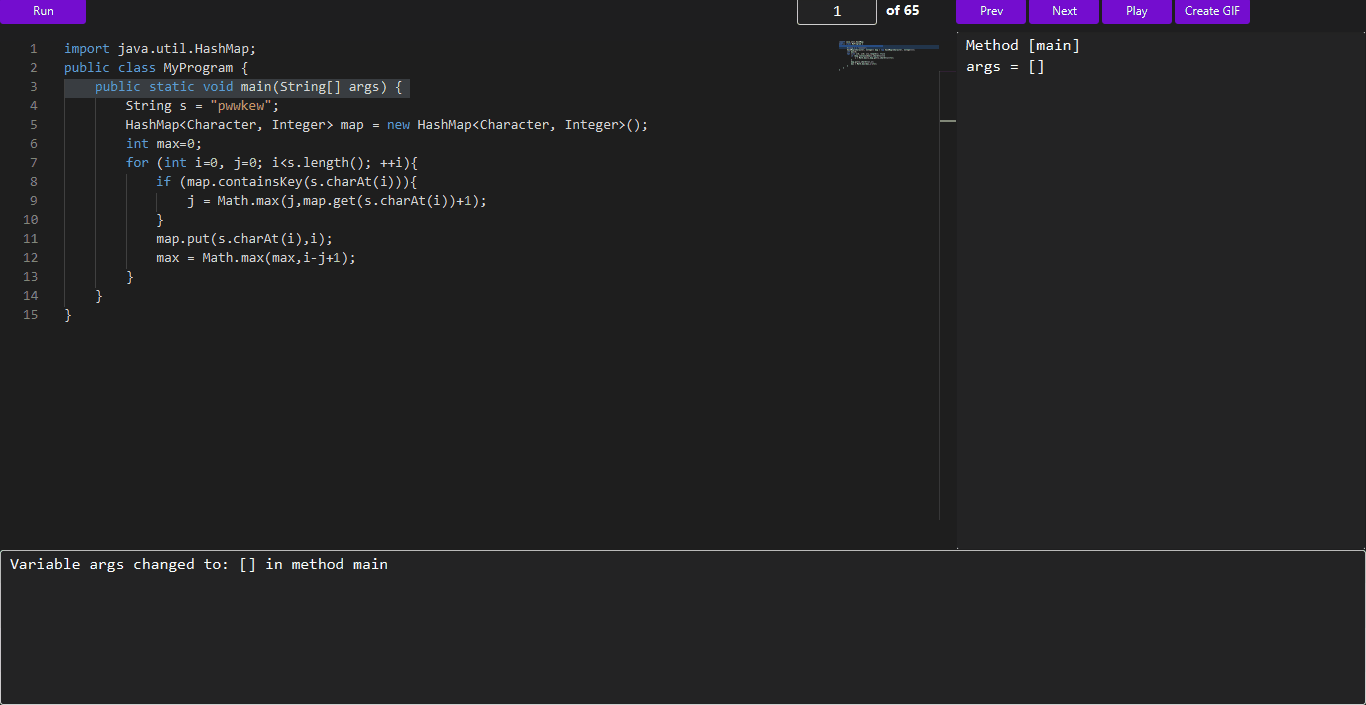 Run 1 of 65 Prev Next Play Create GIF
1 import java.util.HashMap;
2 public class MyProgram {
3 public static void main(String[] args) {
4 String s = "pwwkew";
5 HashMap<Character, Integer> map = new HashMap<Character, Integer>();
6 int max=0;
7 for (int i=0, j=0; i<s.length(); ++i){
8 if (map.containsKey(s.charAt(i))){
9 j = Math.max(j,map.get(s.charAt(i))+1);
10 }
11 map.put(s.charAt(i),i);
12 max = Math.max(max,i-j+1);
13 }
14 }
15 }
Method [main]
args = []
Variable args changed to: [] in method main